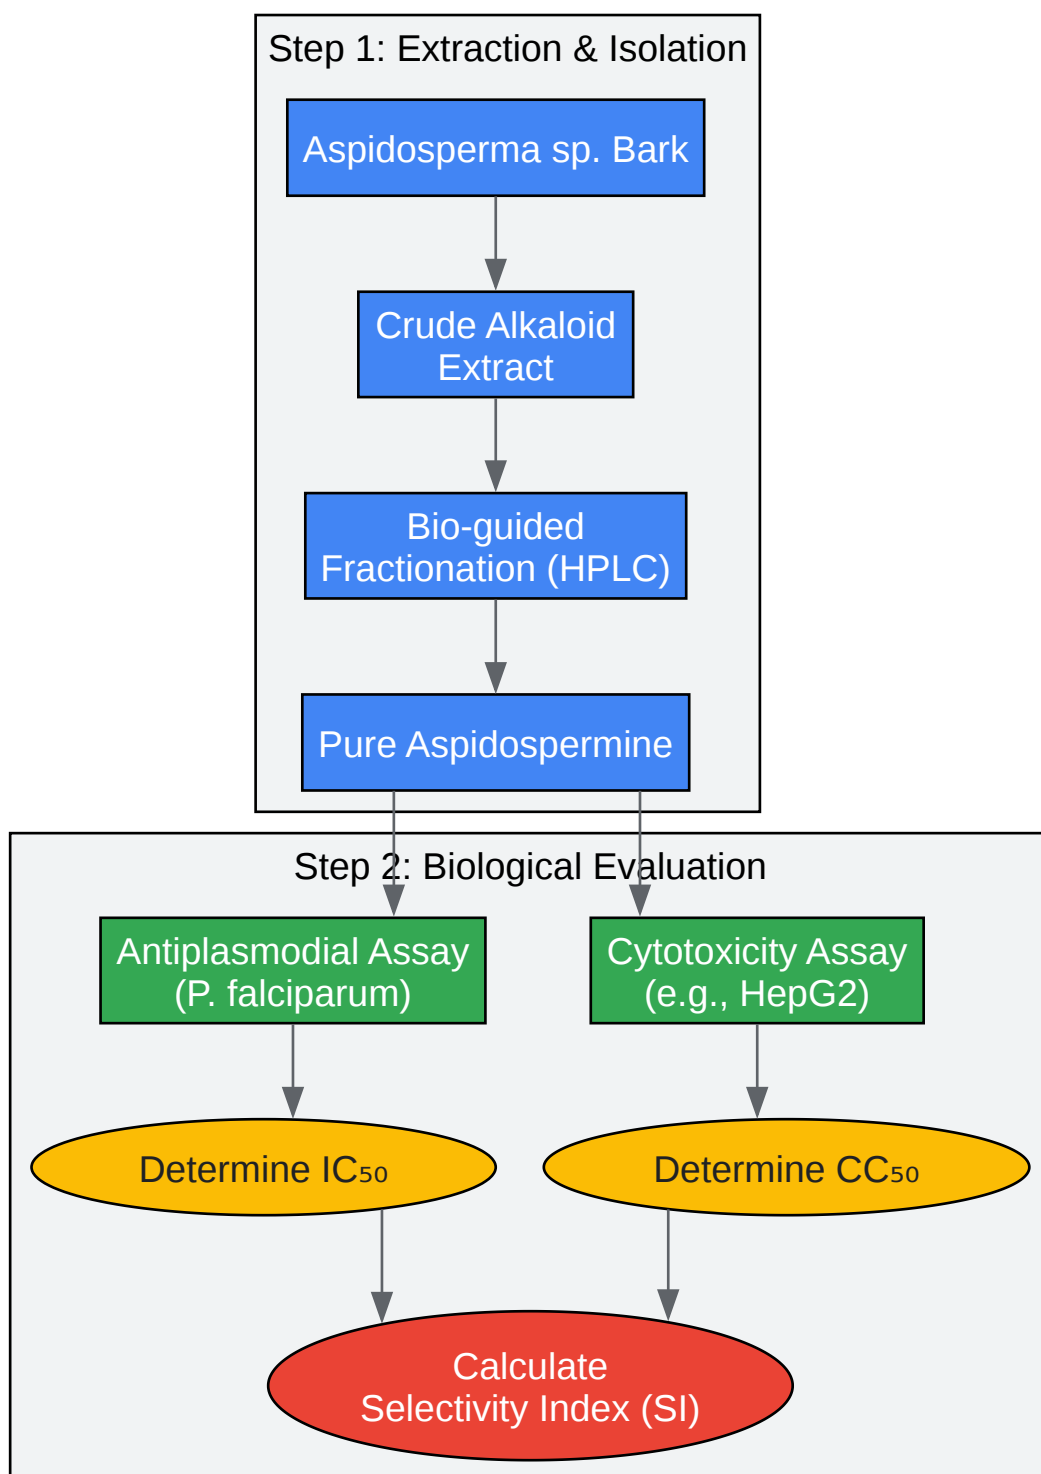 Step 1: Extraction & Isolation
Aspidosperma sp. Bark
Crude Alkaloid
Extract
Bio-guided
Fractionation (HPLC)
Pure Aspidospermine
Step 2: Biological Evaluation
Antiplasmodial Assay
(P. falciparum)
Cytotoxicity Assay
(e.g., HepG2)
Determine IC₅₀
Determine CC₅₀
Calculate
Selectivity Index (SI)